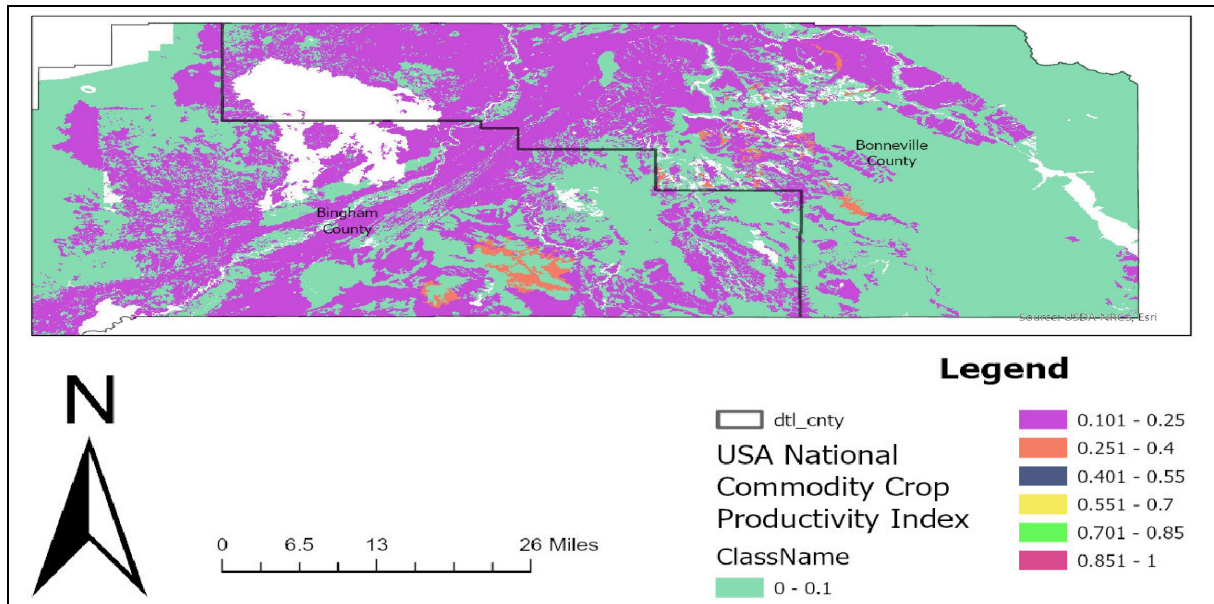 Bonneville
County
Bingham
County
Source: USDA NRCS, Esri
N
0 6.5 13 26 Miles
Legend
dtl_cnty
USA National
Commodity Crop
Productivity Index
ClassName
0 - 0.1
0.101 - 0.25
0.251 - 0.4
0.401 - 0.55
0.551 - 0.7
0.701 - 0.85
0.851 - 1